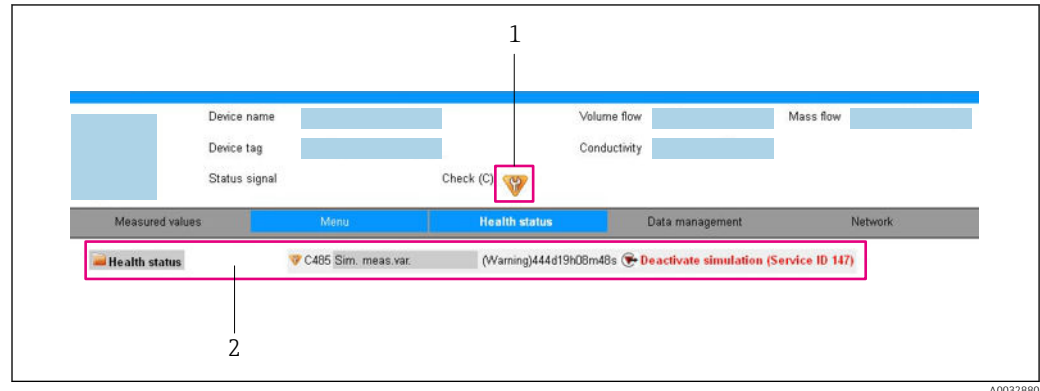 1
Device name Volume flow Mass flow
Device tag Conductivity
Status signal Check (C)
Measured values Menu Health status Data management Network
Health status C485 Sim. meas.var. (Warning)444d19h08m48s Deactivate simulation (Service ID 147)
2
A0032880